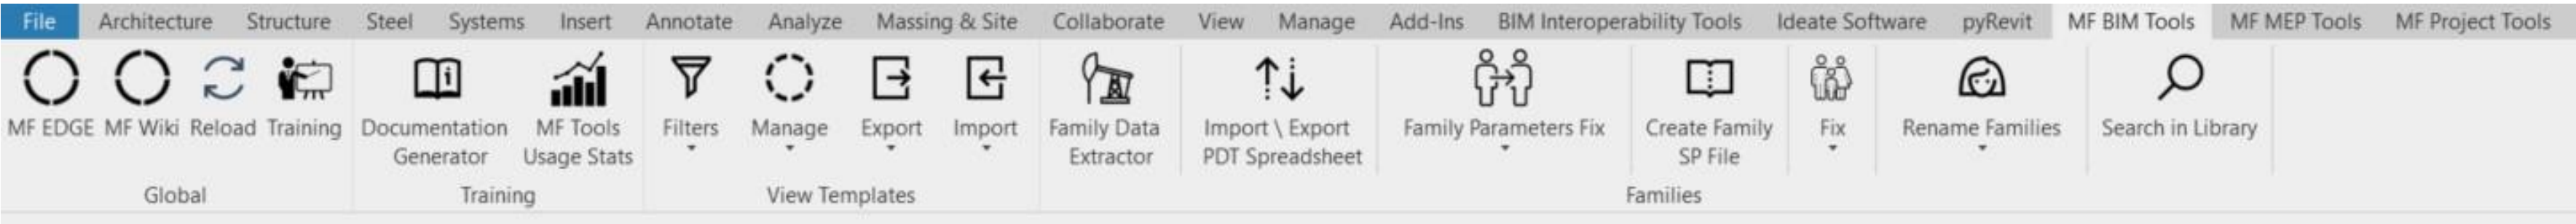 File Architecture Structure Steel Systems Insert Annotate Analyze Massing & Site Collaborate View Manage Add-Ins BIM Interoperability Tools Ideate Software pyRevit MF BIM Tools MF MEP Tools MF Project Tools
MF EDGE MF Wiki Reload Training Documentation MF Tools Filters Manage Export Import Family Data Import \ Export Family Parameters Fix Create Family Fix Rename Families Search in Library
Generator Usage Stats Extractor PDT Spreadsheet SP File
Global Training View Templates Families